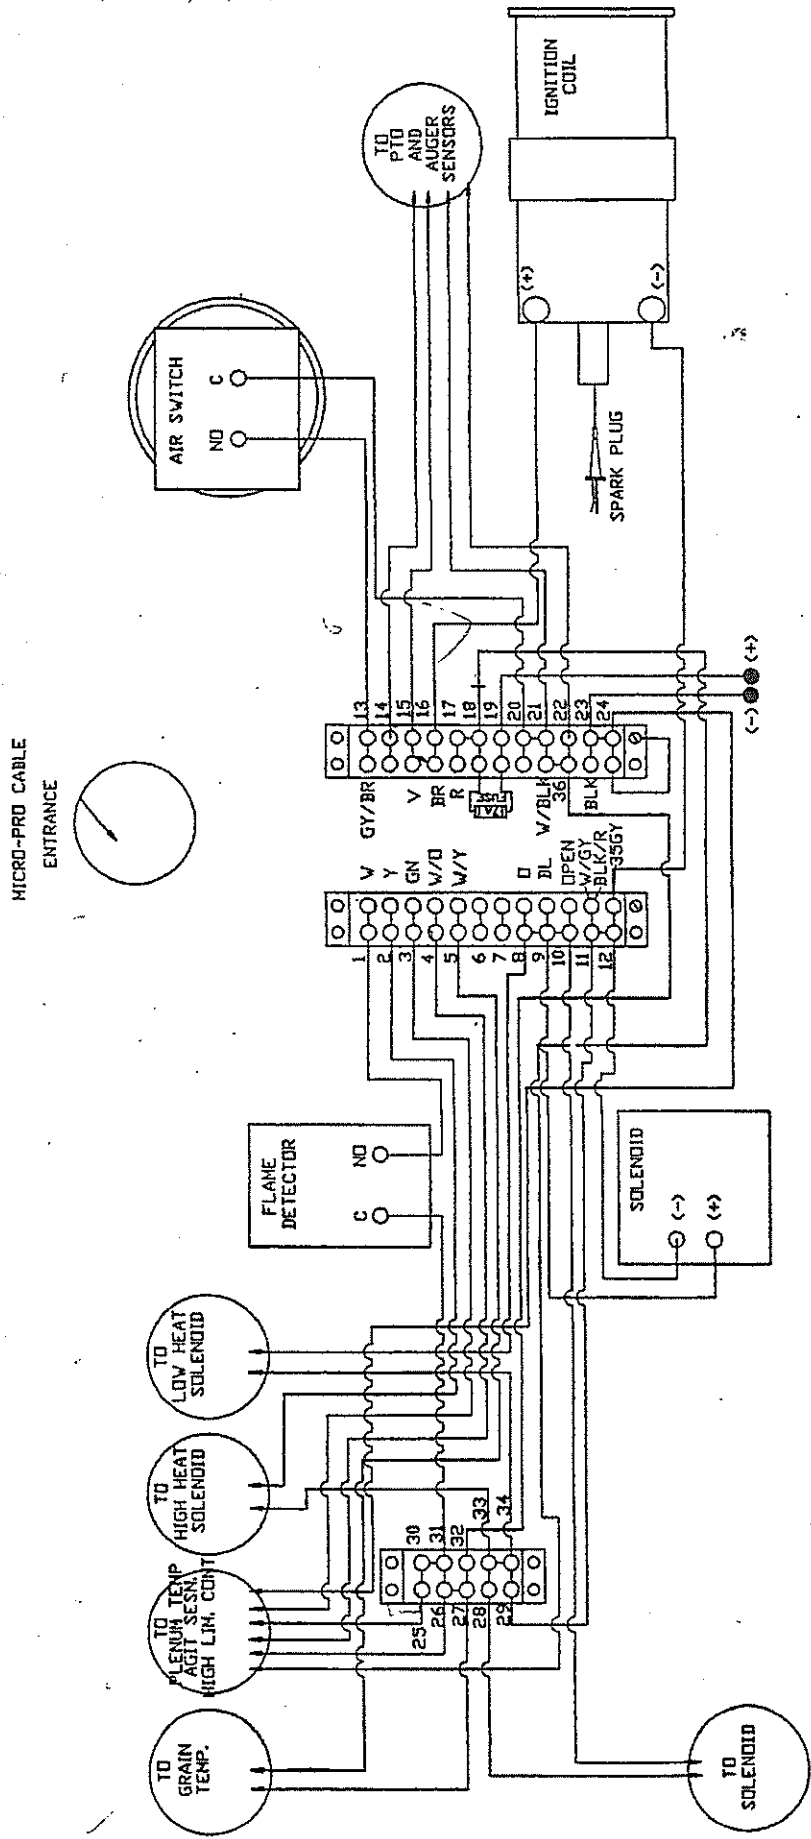 MICRO-PRO CABLE
ENTRANCE
AIR SWITCH
NO
C
TO
PTO
AND
AUGER
SENSORS
IGNITION
COIL
(+)
(-)
SPARK PLUG
13
14
15
16
17
18
19
20
21
22
23
24
(-)
(+)
GY/BR
V
BR
R
W/BLK
36
BLK
W
Y
GN
W/O
W/Y
O
BL
OPEN
W/GY
BLK/R
35GY
1
2
3
4
5
6
7
8
9
10
11
12
FLAME
DETECTOR
C
NO
SOLENOID
(-)
(+)
TO
LOW HEAT
SOLENOID
TO
HIGH HEAT
SOLENOID
TO
PLENUM TEMP
AGIT SESN.
HIGH LIM. CONT
TO
GRAIN
TEMP.
30
31
32
33
34
25
26
27
28
29
TO
SOLENOID